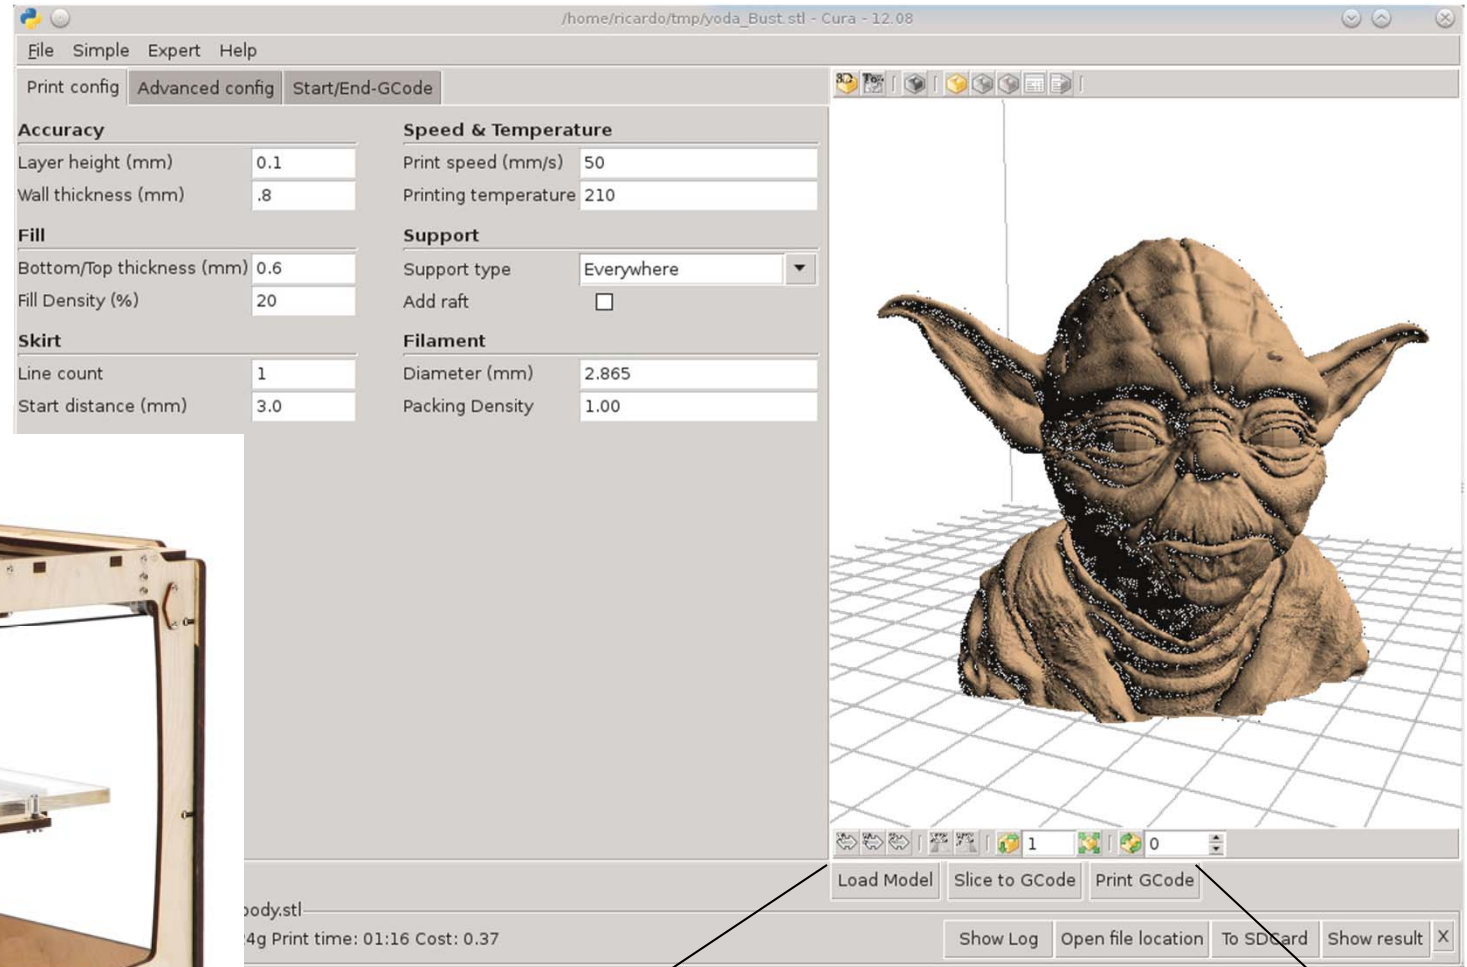 /home/ricardo/tmp/yoda_Bust.stl - Cura - 12.08
File Simple Expert Help
Print config Advanced config Start/End-GCode
Accuracy
Layer height (mm) 0.1
Wall thickness (mm) .8
Fill
Bottom/Top thickness (mm) 0.6
Fill Density (%) 20
Skirt
Line count 1
Start distance (mm) 3.0
Speed & Temperature
Print speed (mm/s) 50
Printing temperature 210
Support
Support type Everywhere
Add raft
Filament
Diameter (mm) 2.865
Packing Density 1.00
3D Top
1 0
Load Model Slice to GCode Print GCode
body.stl
4g Print time: 01:16 Cost: 0.37
Show Log Open file location To SDCard Show result X